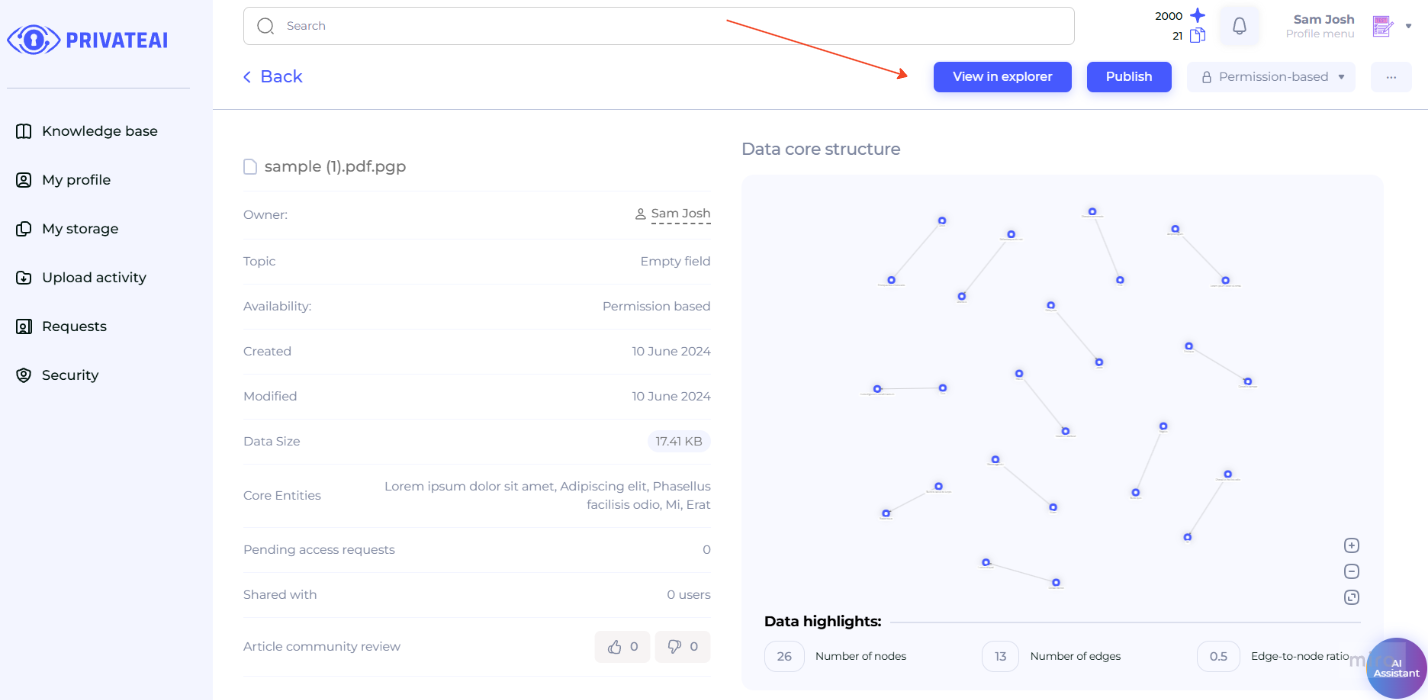 PRIVATEAI
Search
2000
21
Sam Josh
Profile menu
Back
View in explorer
Publish
Permission-based
...
Knowledge base
My profile
My storage
Upload activity
Requests
Security
sample (1).pdf.pgp
Owner: Sam Josh
Topic Empty field
Availability: Permission based
Created 10 June 2024
Modified 10 June 2024
Data Size 17.41 KB
Core Entities Lorem ipsum dolor sit amet, Adipiscing elit, Phasellus
facilisis odio, Mi, Erat
Pending access requests 0
Shared with 0 users
Article community review 0 0
Data core structure
Data highlights:
26 Number of nodes 13 Number of edges 0.5 Edge-to-node ratio
AI
Assistant